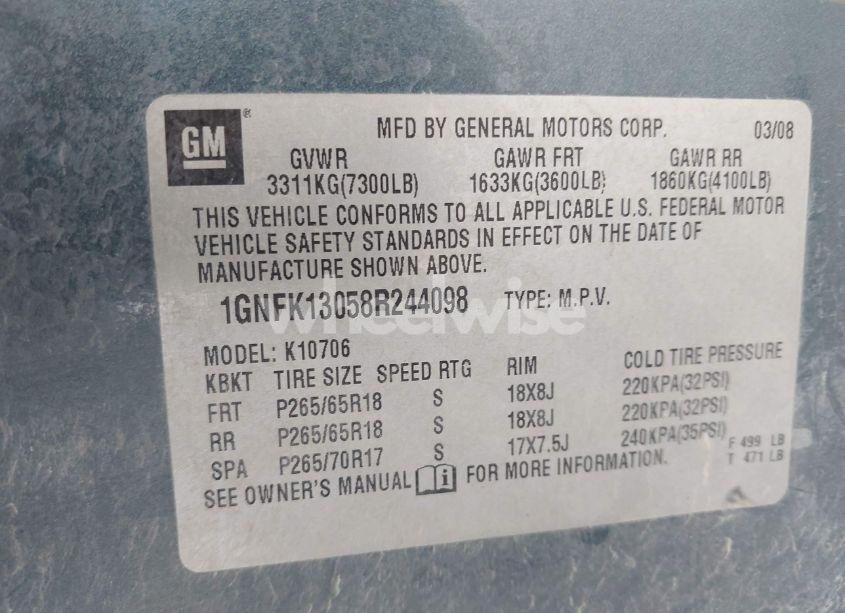 GM®
MFD BY GENERAL MOTORS CORP. 03/08
GVWR GAWR FRT GAWR RR
3311KG(7300LB) 1633KG(3600LB) 1860KG(4100LB)
THIS VEHICLE CONFORMS TO ALL APPLICABLE U.S. FEDERAL MOTOR
VEHICLE SAFETY STANDARDS IN EFFECT ON THE DATE OF
MANUFACTURE SHOWN ABOVE.
1GNFK13058R244098 TYPE: M.P.V.
wheelwise
MODEL: K10706
KBKT TIRE SIZE SPEED RTG RIM COLD TIRE PRESSURE
FRT P265/65R18 S 18X8J 220KPA(32PSI)
RR P265/65R18 S 18X8J 220KPA(32PSI)
SPA P265/70R17 S 17X7.5J 240KPA(35PSI) F 499 LB
SEE OWNER'S MANUAL FOR MORE INFORMATION. T 471 LB